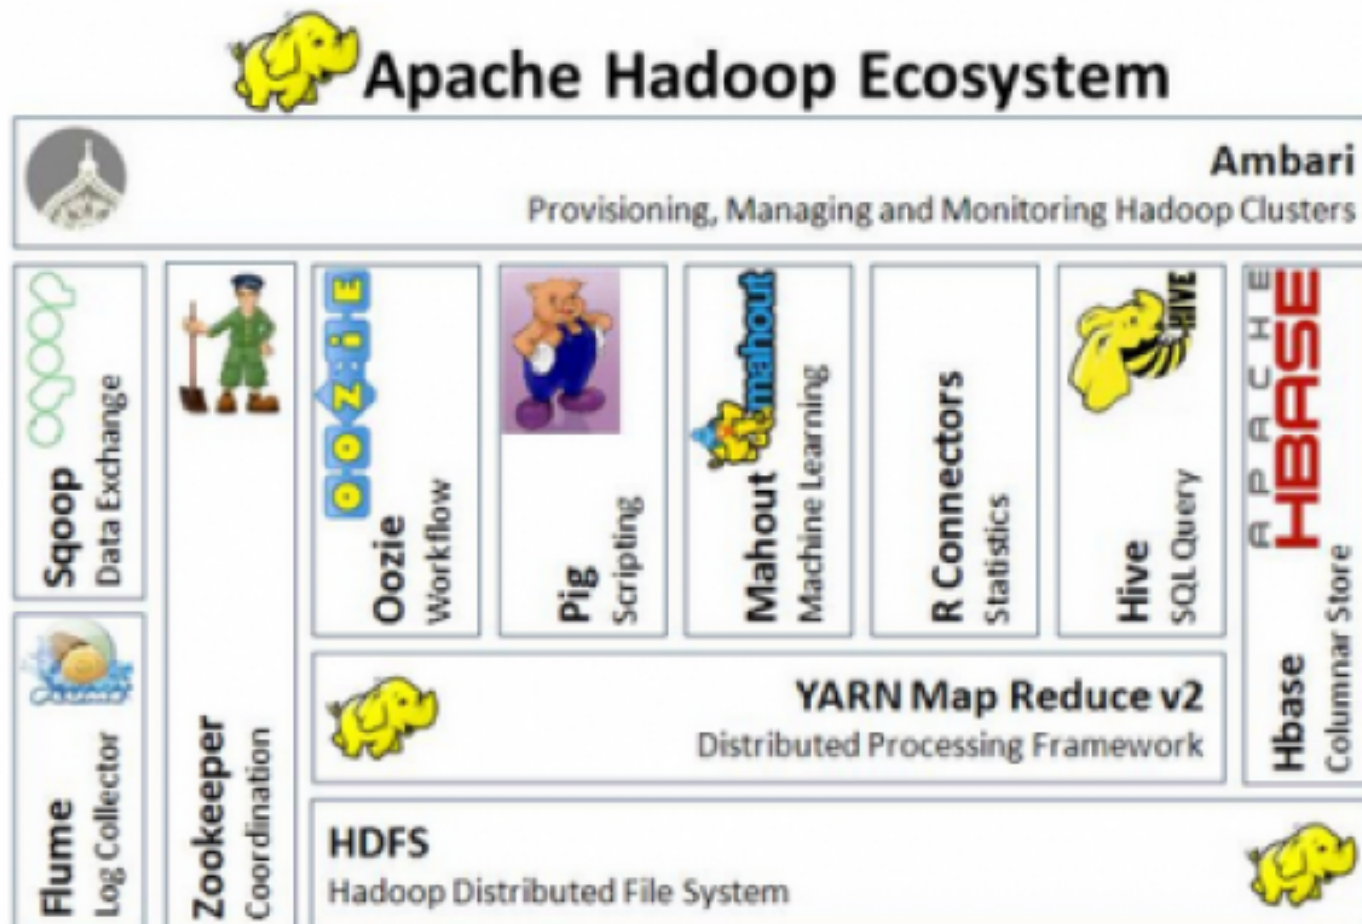 Apache Hadoop Ecosystem
Ambari
Provisioning, Managing and Monitoring Hadoop Clusters
sqoop
Sqoop
Data Exchange
flume
Flume
Log Collector
Zookeeper
Coordination
OOZIE
Oozie
Workflow
Pig
Scripting
mahout
Mahout
Machine Learning
R Connectors
Statistics
HIVE
Hive
SQL Query
APACHE
HBASE
Hbase
Columnar Store
YARN Map Reduce v2
Distributed Processing Framework
HDFS
Hadoop Distributed File System